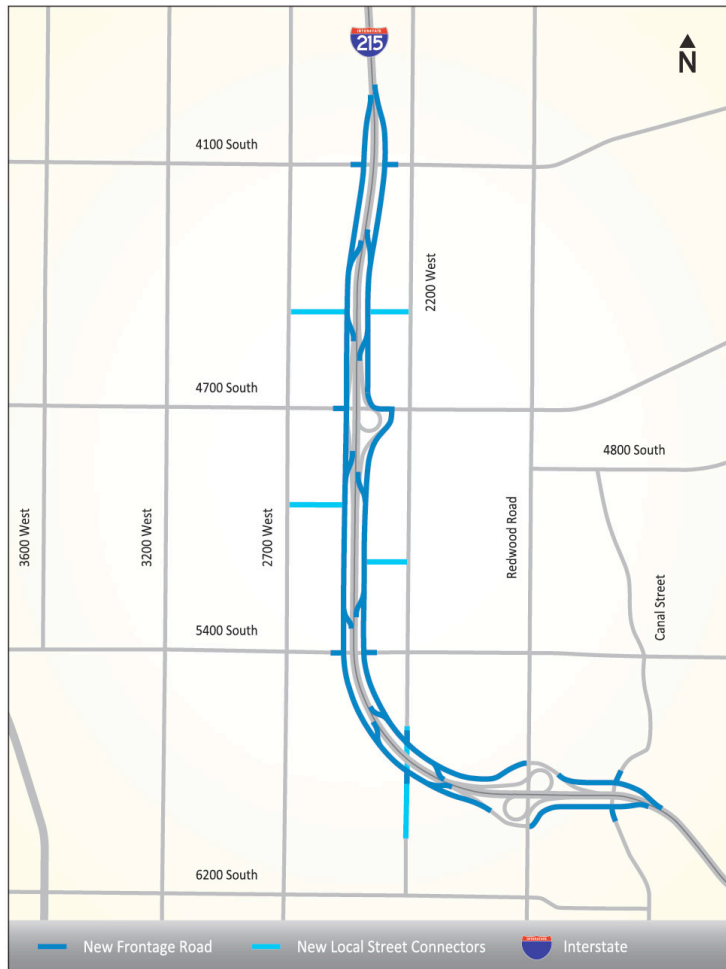 INTERSTATE
215
N
4100 South
2200 West
4700 South
4800 South
3600 West
3200 West
2700 West
Redwood Road
Canal Street
5400 South
6200 South
New Frontage Road
New Local Street Connectors
Interstate